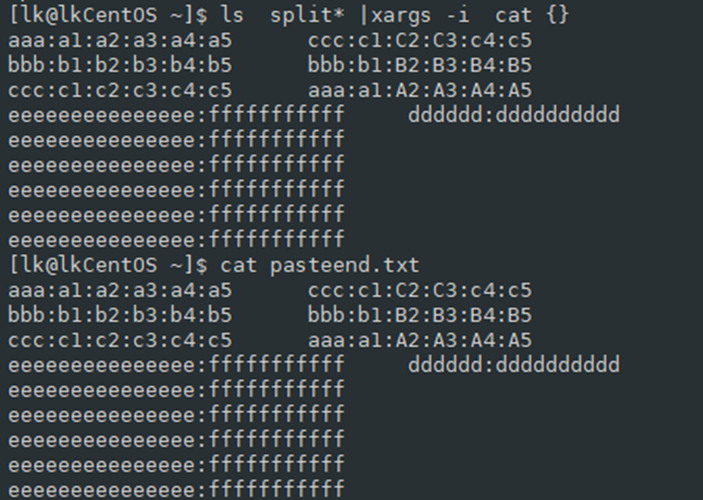 [lk@lkCentOS ~]$ ls  split* |xargs -i  cat {}
aaa:a1:a2:a3:a4:a5      ccc:c1:C2:C3:c4:c5
bbb:b1:b2:b3:b4:b5      bbb:b1:B2:B3:B4:B5
ccc:c1:c2:c3:c4:c5      aaa:a1:A2:A3:A4:A5
eeeeeeeeeeeeeee:fffffffffff     dddddd:dddddddddd
eeeeeeeeeeeeeee:fffffffffff
eeeeeeeeeeeeeee:fffffffffff
eeeeeeeeeeeeeee:fffffffffff
eeeeeeeeeeeeeee:fffffffffff
eeeeeeeeeeeeeee:fffffffffff
[lk@lkCentOS ~]$ cat pasteend.txt
aaa:a1:a2:a3:a4:a5      ccc:c1:C2:C3:c4:c5
bbb:b1:b2:b3:b4:b5      bbb:b1:B2:B3:B4:B5
ccc:c1:c2:c3:c4:c5      aaa:a1:A2:A3:A4:A5
eeeeeeeeeeeeeee:fffffffffff     dddddd:dddddddddd
eeeeeeeeeeeeeee:fffffffffff
eeeeeeeeeeeeeee:fffffffffff
eeeeeeeeeeeeeee:fffffffffff
eeeeeeeeeeeeeee:fffffffffff
eeeeeeeeeeeeeee:fffffffffff